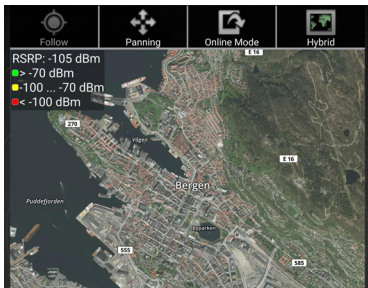 Follow
Panning
Online Mode
Hybrid
RSRP: -105 dBm
> -70 dBm
-100 ... -70 dBm
< -100 dBm
E 16
270
Vågen
E 16
Bergen
Puddefjorden
Byparken
555
585